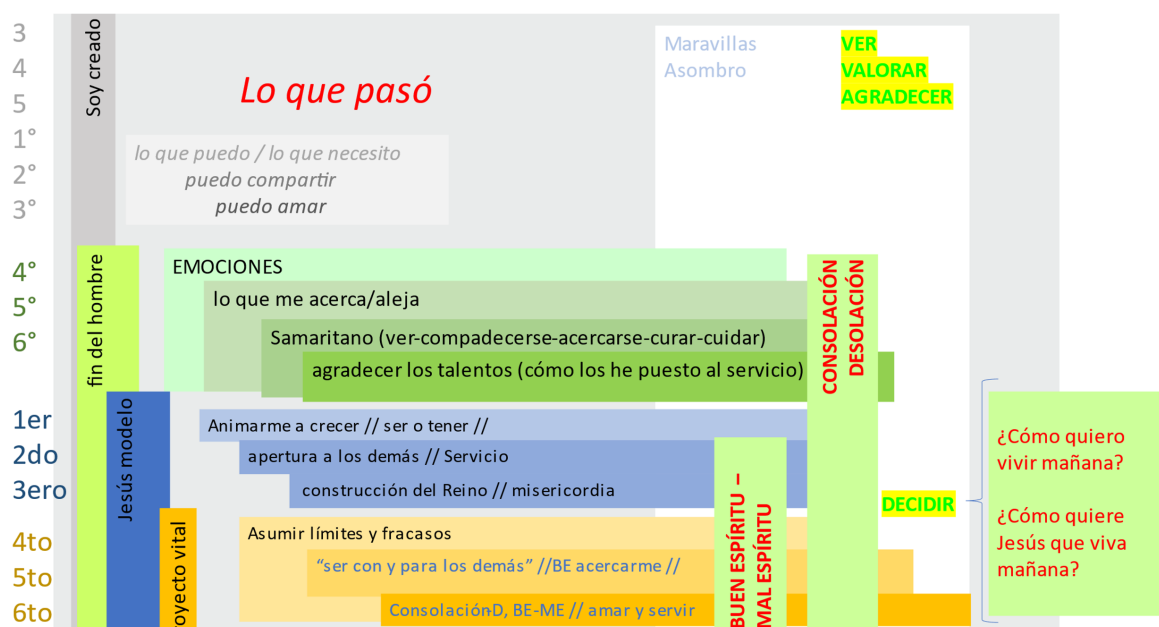 3
4
5
1°
2°
3°
4°
5°
6°
1er
2do
3ero
4to
5to
6to
Soy creado
fin del hombre
Jesús modelo
royecto vital
Lo que pasó
lo que puedo / lo que necesito
puedo compartir
puedo amar
Maravillas
Asombro
VER
VALORAR
AGRADECER
EMOCIONES
lo que me acerca/aleja
Samaritano (ver-compadecerse-acercarse-curar-cuidar)
agradecer los talentos (cómo los he puesto al servicio)
CONSOLACIÓN
DESOLACIÓN
Animarme a crecer // ser o tener //
apertura a los demás // Servicio
construcción del Reino // misericordia
Asumir límites y fracasos
“ser con y para los demás” //BE acercarme //
Consolación-D, BE-ME // amar y servir
BUEN ESPÍRITU –
MAL ESPÍRITU
DECIDIR
¿Cómo quiero
vivir mañana?
¿Cómo quiere
Jesús que viva
mañana?